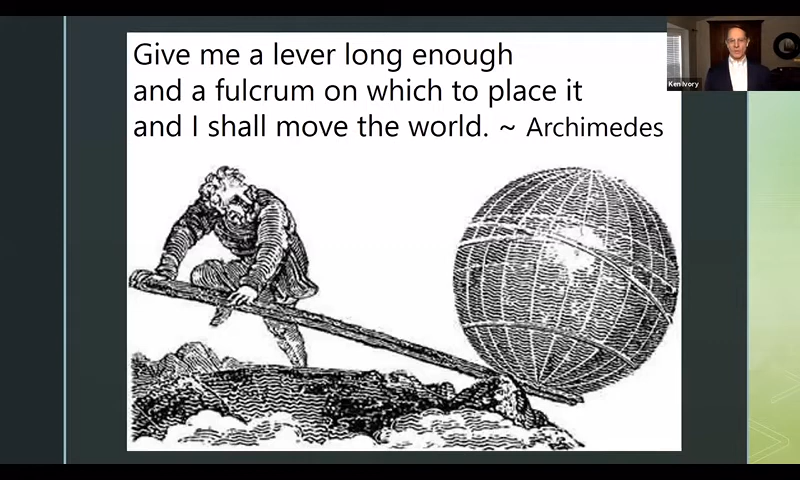 Give me a lever long enough
and a fulcrum on which to place it
and I shall move the world. ~ Archimedes
Ken Ivory